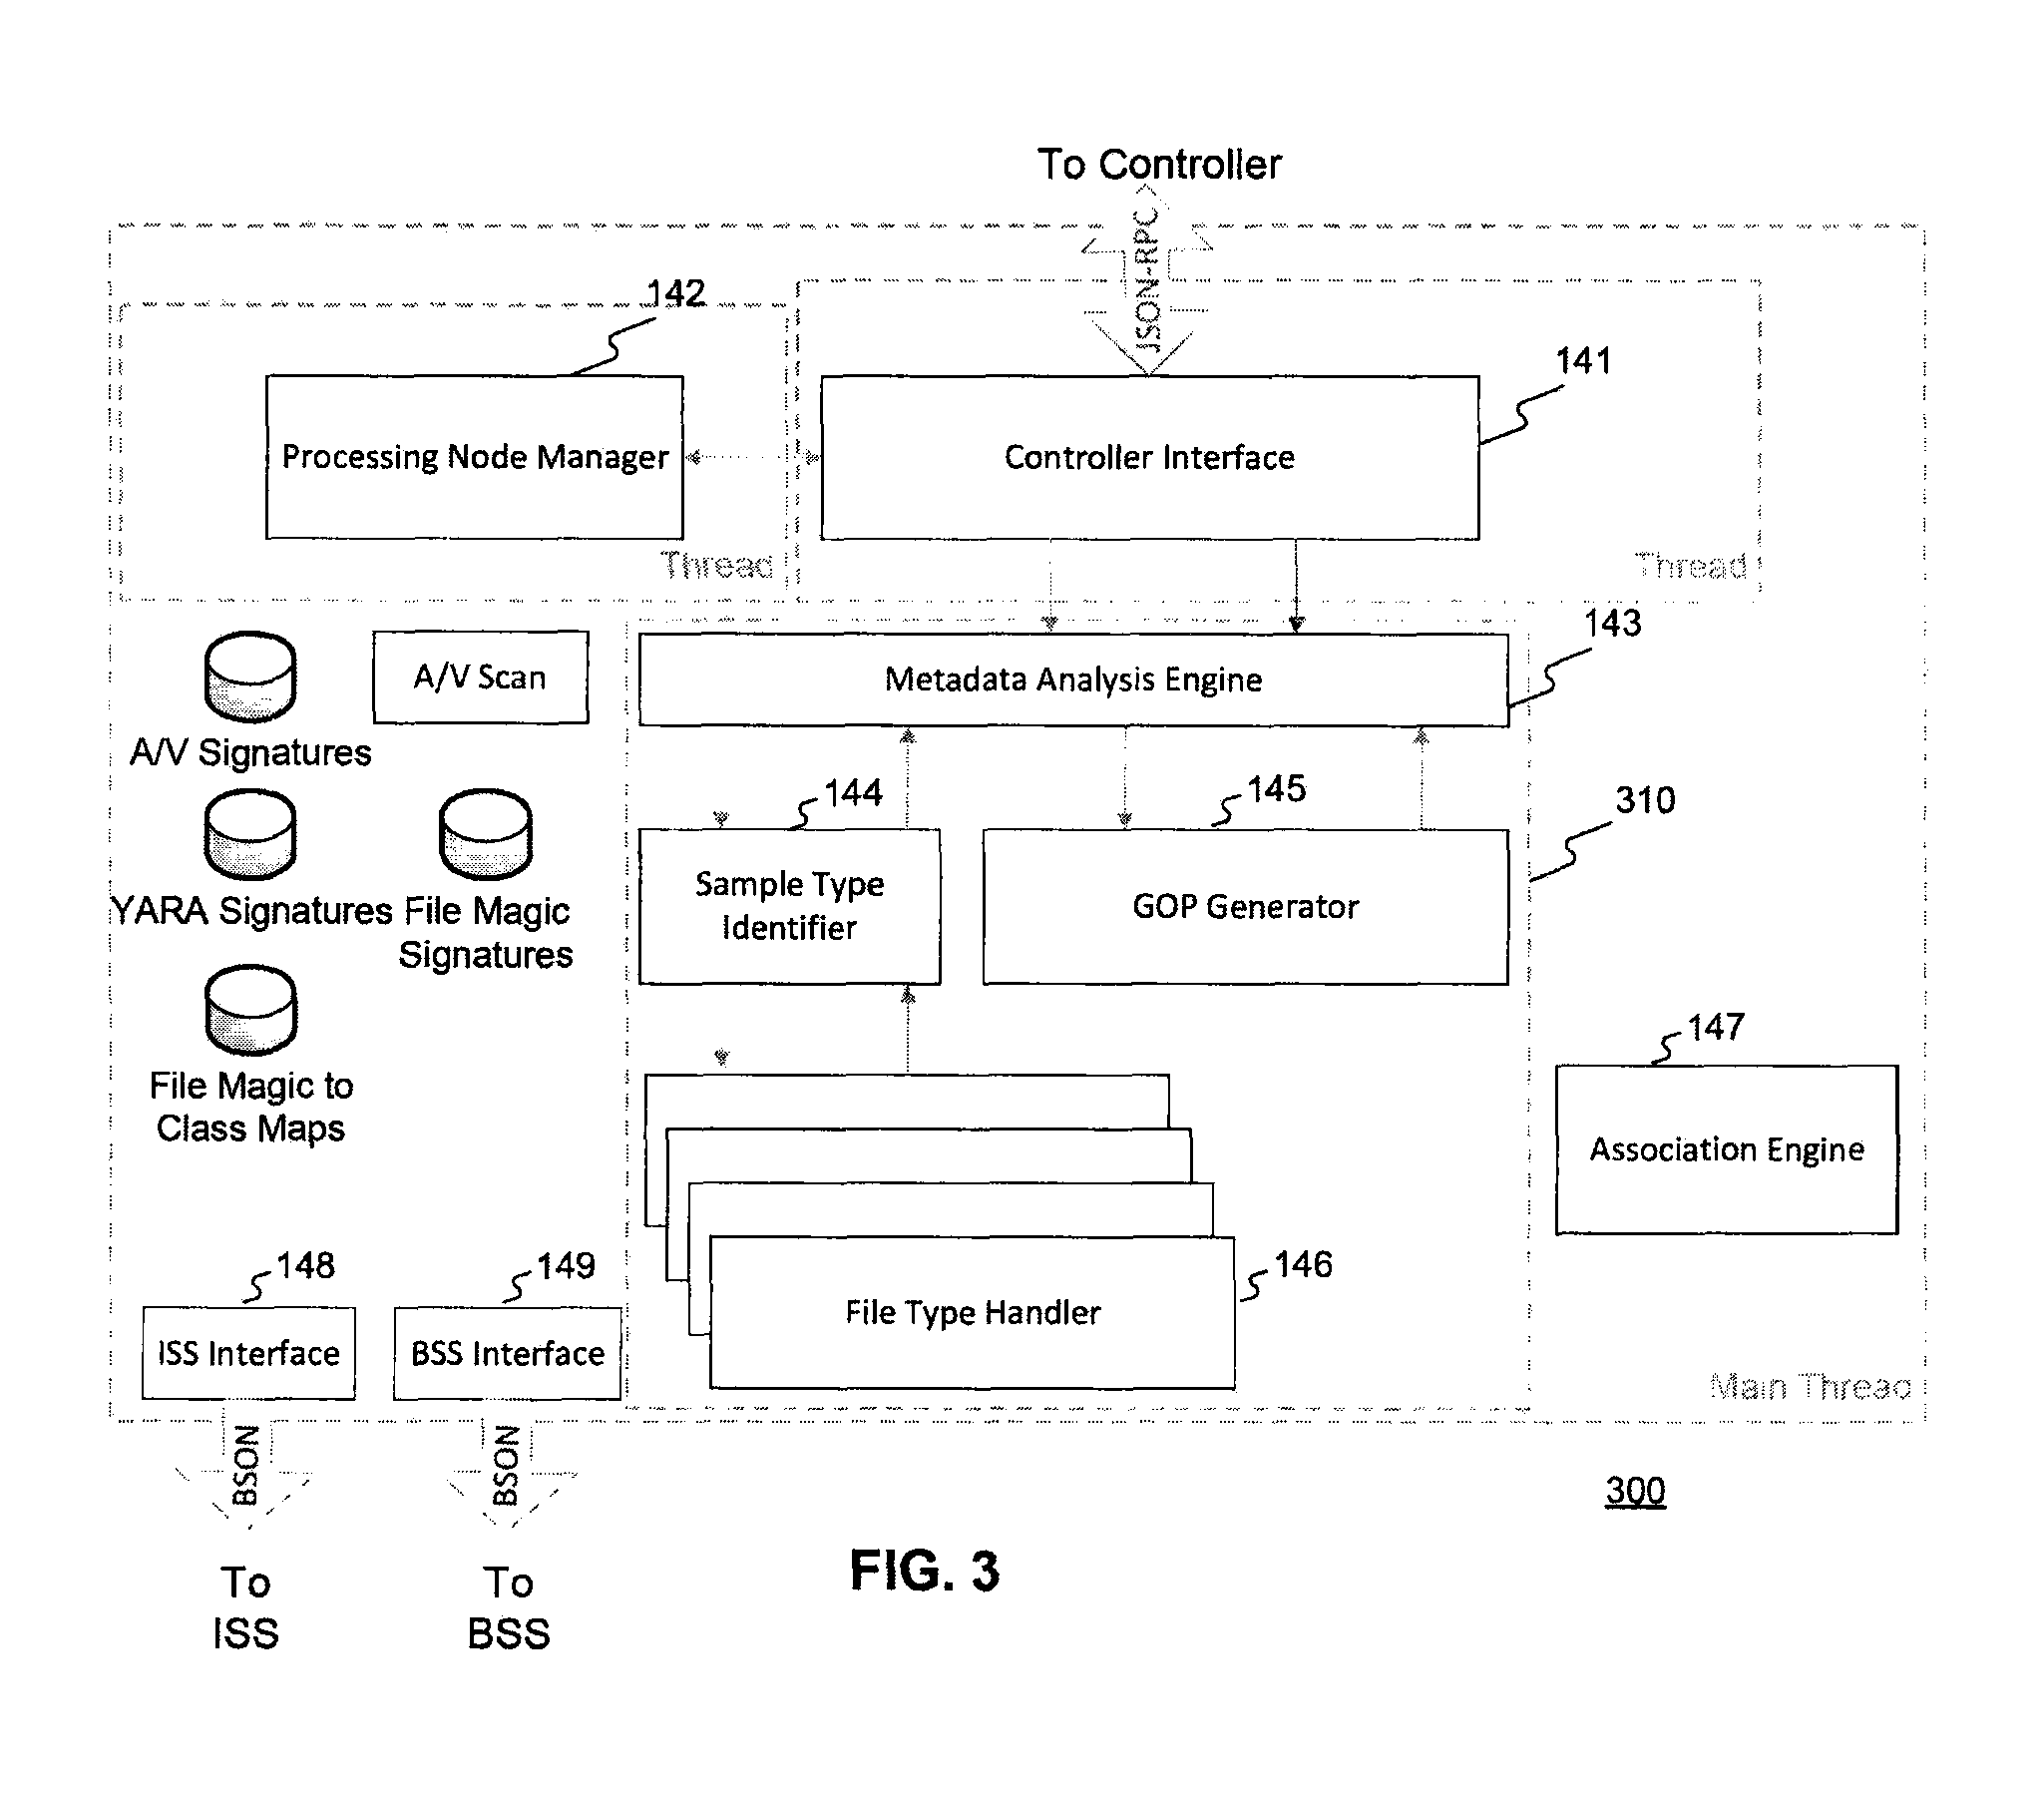 To Controller
JSON-RPC
142
141
Processing Node Manager
Controller Interface
Thread
Thread
143
A/V Scan
Metadata Analysis Engine
A/V Signatures
144
145
310
YARA Signatures
File Magic
Signatures
Sample Type
Identifier
GOP Generator
File Magic to
Class Maps
147
Association Engine
148
149
146
ISS Interface
BSS Interface
File Type Handler
Main Thread
BSON
BSON
300
To
ISS
To
BSS
FIG. 3